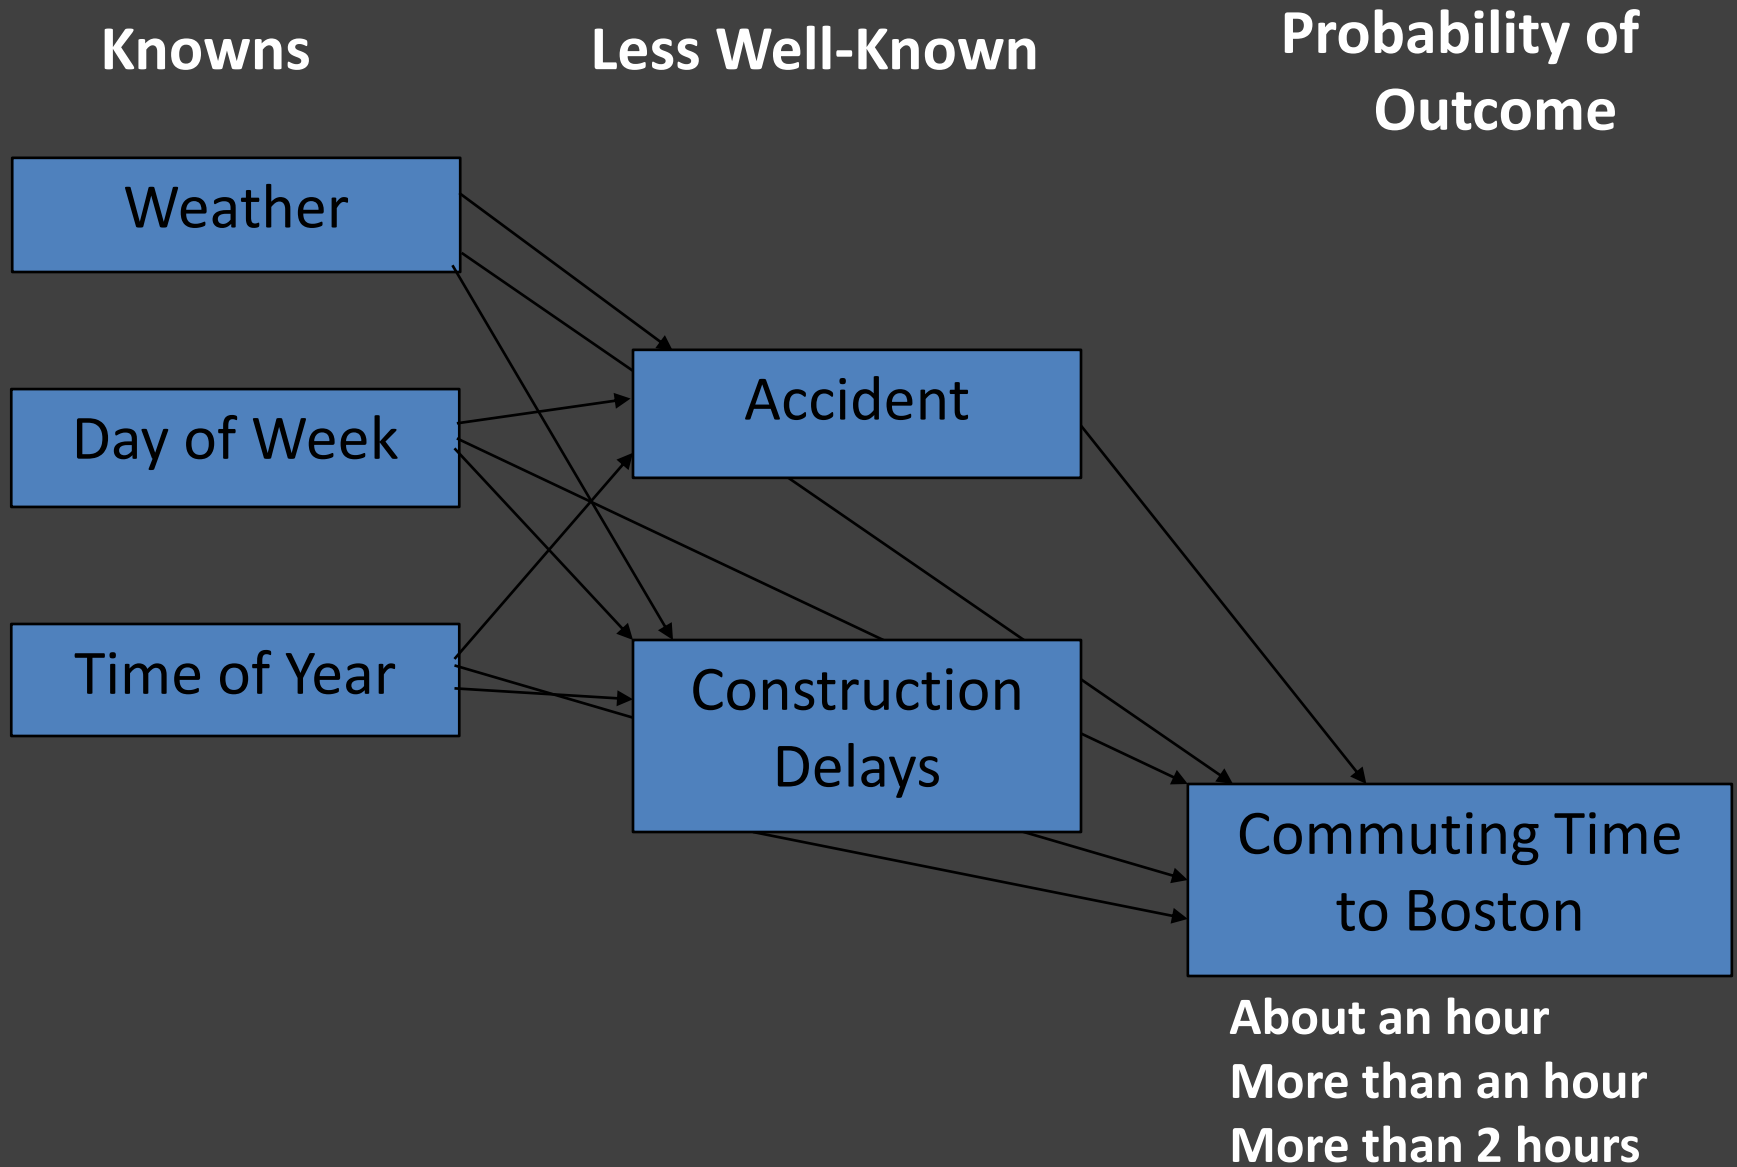 Knowns
Less Well-Known
Probability of
Outcome
Weather
Day of Week
Time of Year
Accident
Construction
Delays
Commuting Time
to Boston
About an hour
More than an hour
More than 2 hours